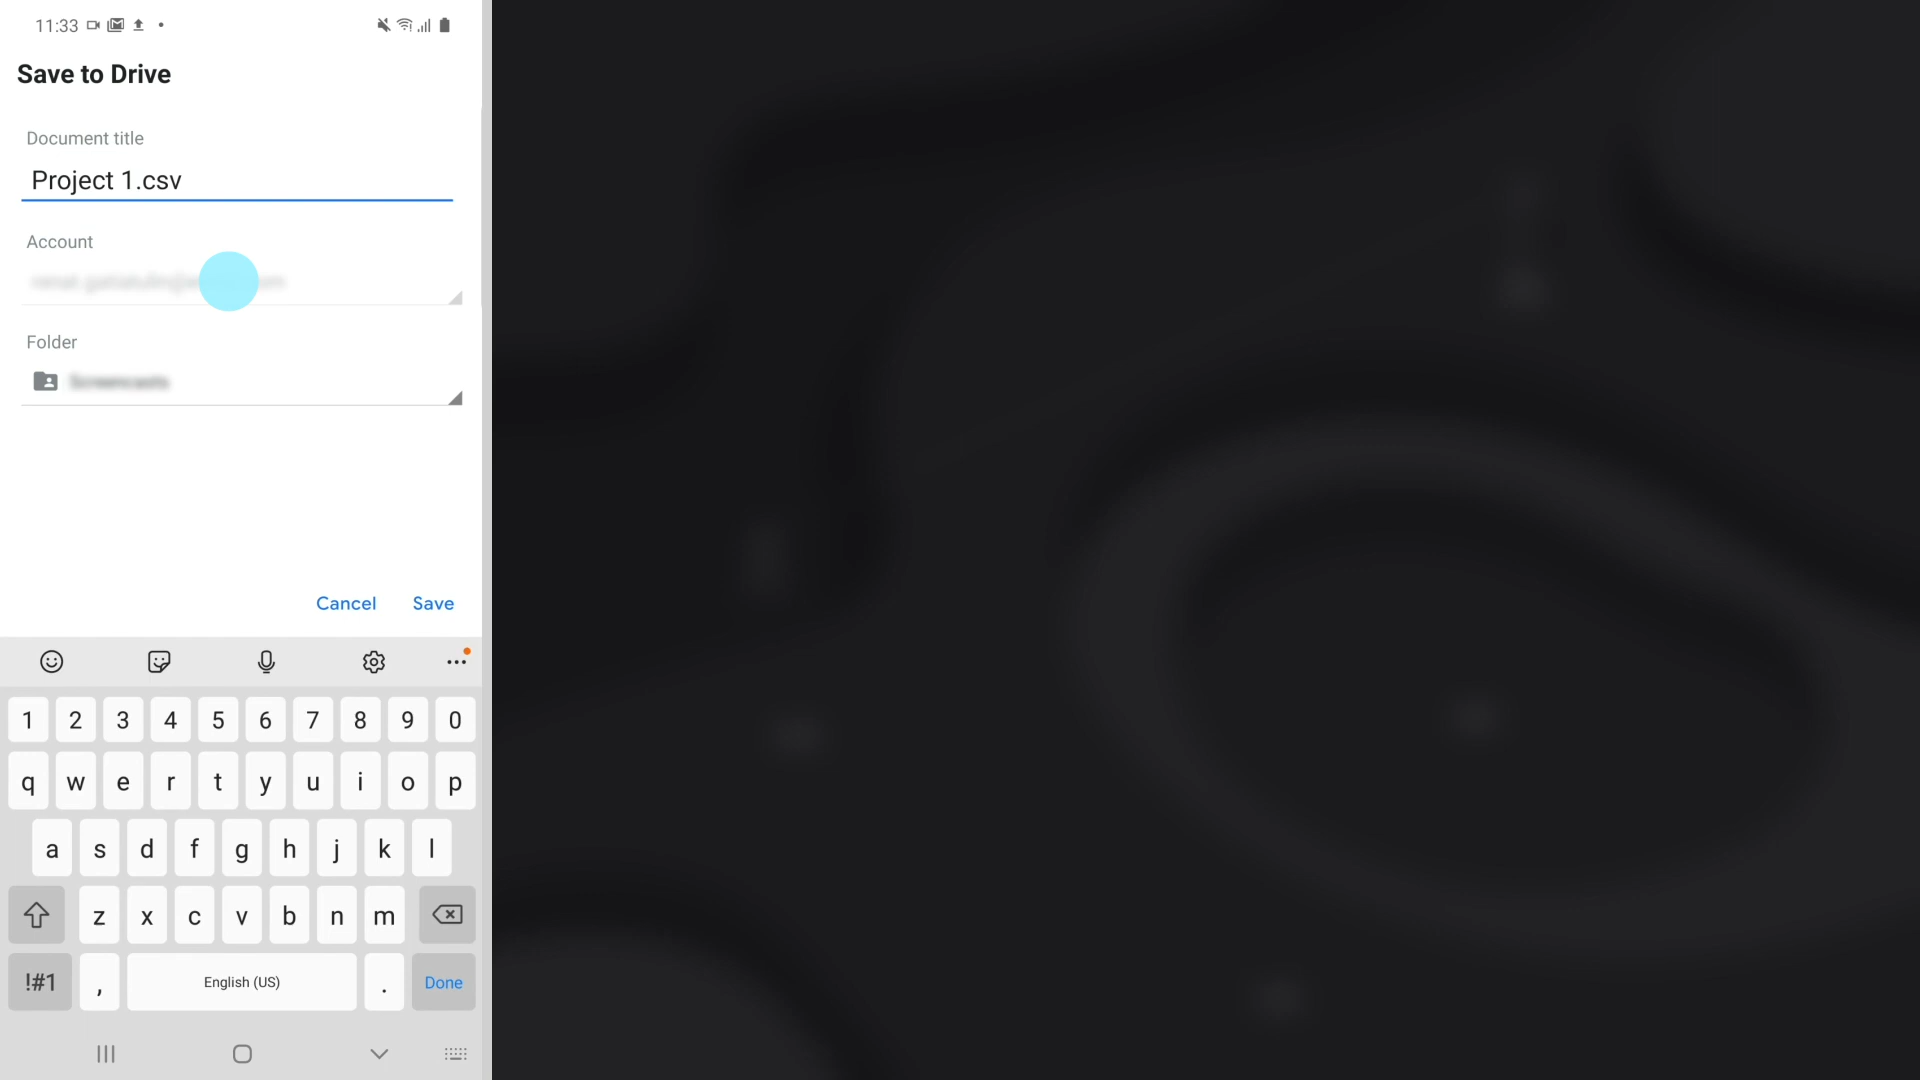 11:33
Save to Drive
Document title
Project 1.csv
Account
Folder
Cancel Save
1 2 3 4 5 6 7 8 9 0
q w e r t y u i o p
a s d f g h j k l
z x c v b n m
!#1 , English (US) . Done